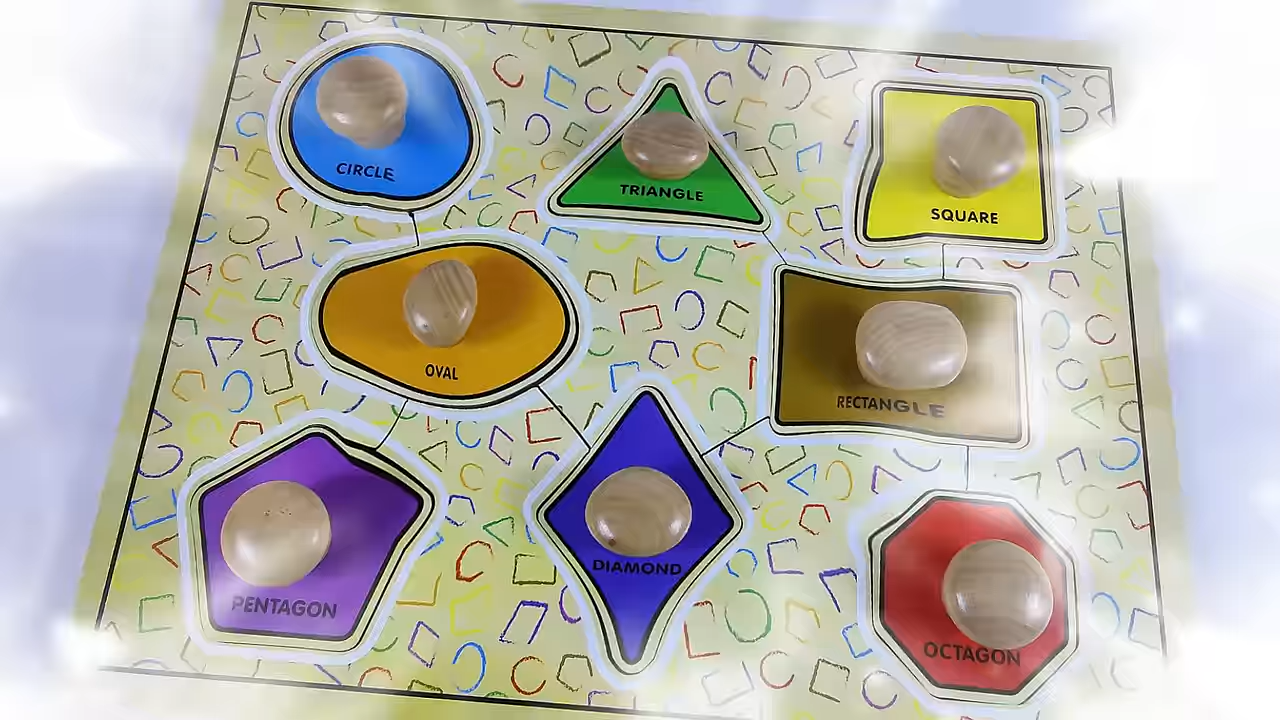 CIRCLE
TRIANGLE
SQUARE
OVAL
RECTANGLE
PENTAGON
DIAMOND
OCTAGON